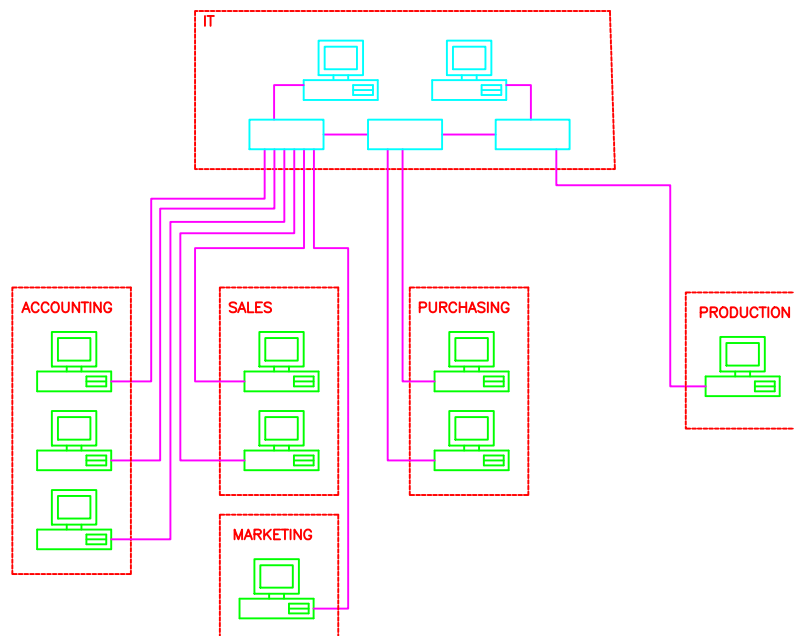 IT
ACCOUNTING
SALES
PURCHASING
PRODUCTION
MARKETING